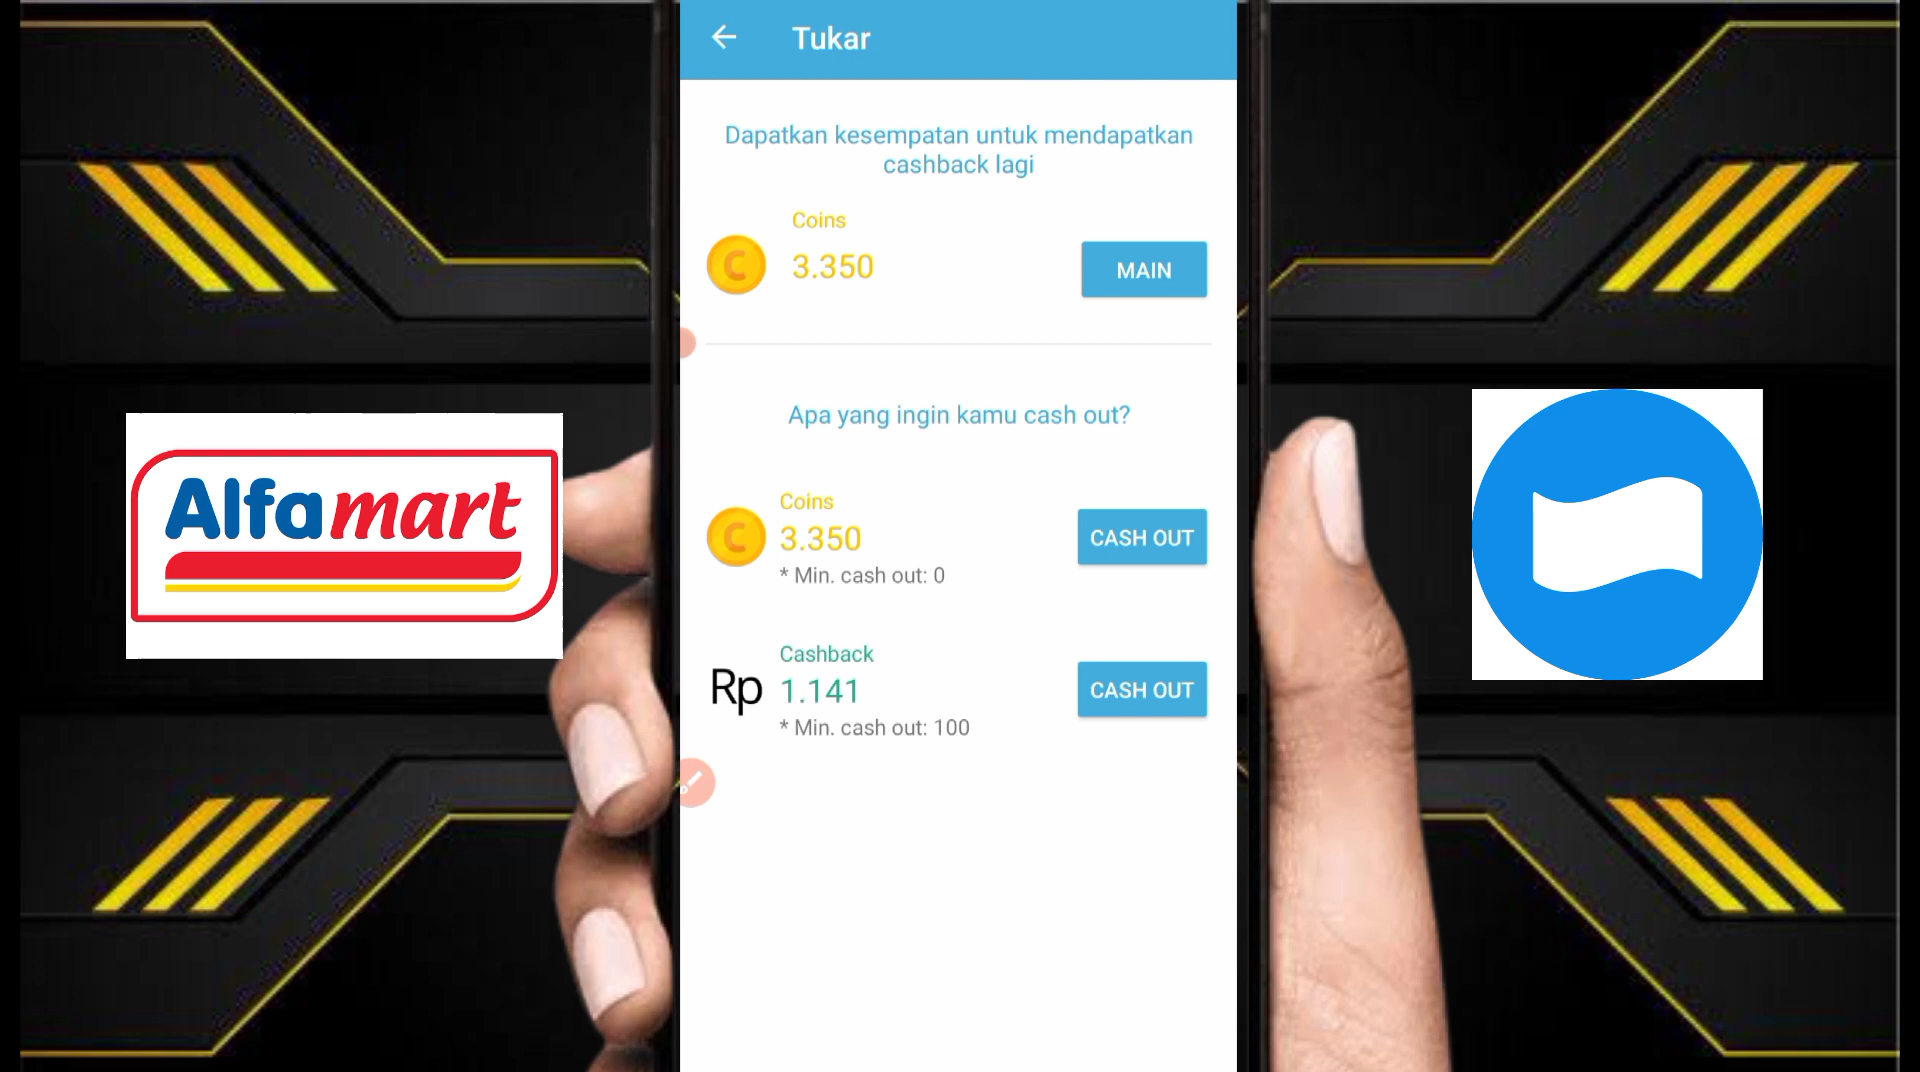 Tukar
Dapatkan kesempatan untuk mendapatkan
cashback lagi
Coins
C
3.350
MAIN
Apa yang ingin kamu cash out?
Coins
C
3.350
CASH OUT
* Min. cash out: 0
Cashback
Rp
1.141
CASH OUT
* Min. cash out: 100
Alfamart